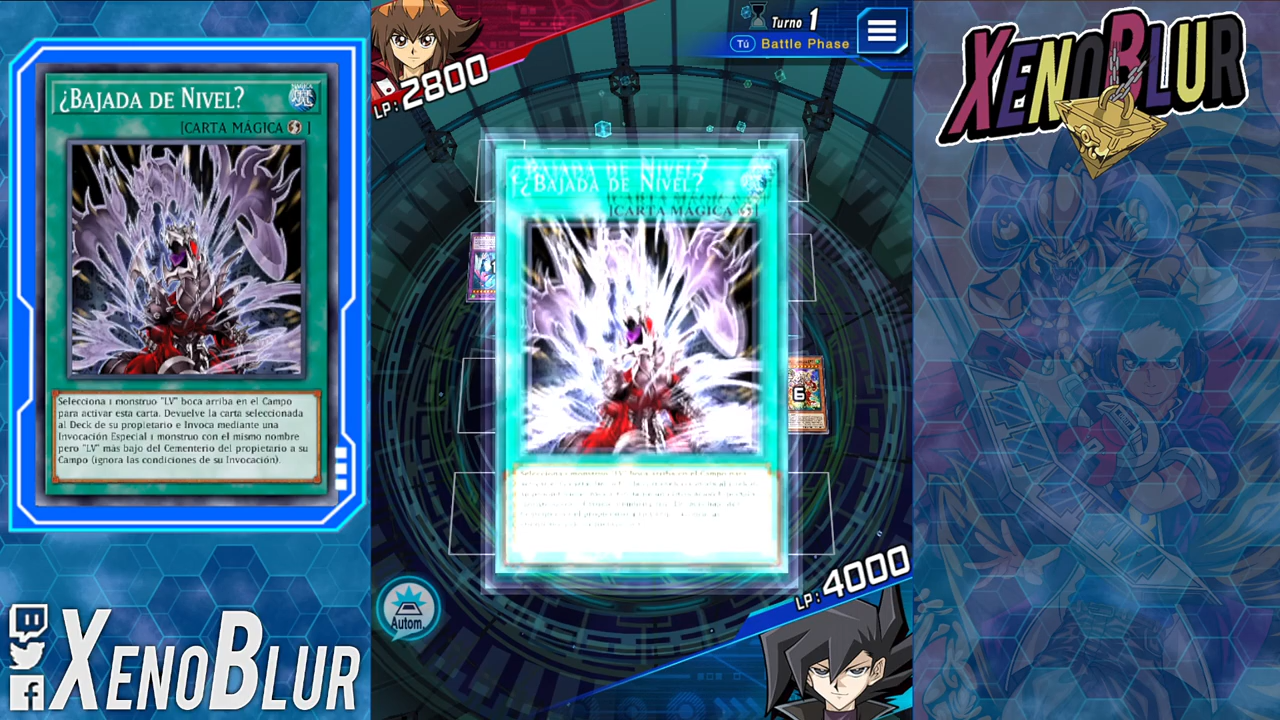 ¿BAJADA DE NIVEL?
[CARTA MÁGICA ]
Selecciona 1 monstruo "LV" boca arriba en el Campo
para activar esta carta. Devuelve la carta seleccionada
al Deck de su propietario e Invoca mediante una
Invocación Especial 1 monstruo con el mismo nombre
pero "LV" más bajo del Cementerio del propietario a su
Campo (ignora las condiciones de su Invocación).
XENOBLUR
LP: 2800
Turno 1
Tú Battle Phase
¿BAJADA DE NIVEL?
[CARTA MÁGICA ]
6
Autom.
LP: 4000
XENOBLUR